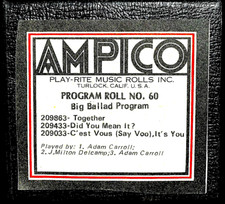 AMPICO
PLAY-RITE MUSIC ROLLS INC.
TURLOCK, CALIF. U.S.A.
PROGRAM ROLL NO. 60
Big Ballad Program
209863- Together
209433-Did You Mean It?
209033-C'est Vous (Say Voo),It's You
Played by: 1, Adam Carroll;
2,J,Milton Delcamp;3, Adam Carroll